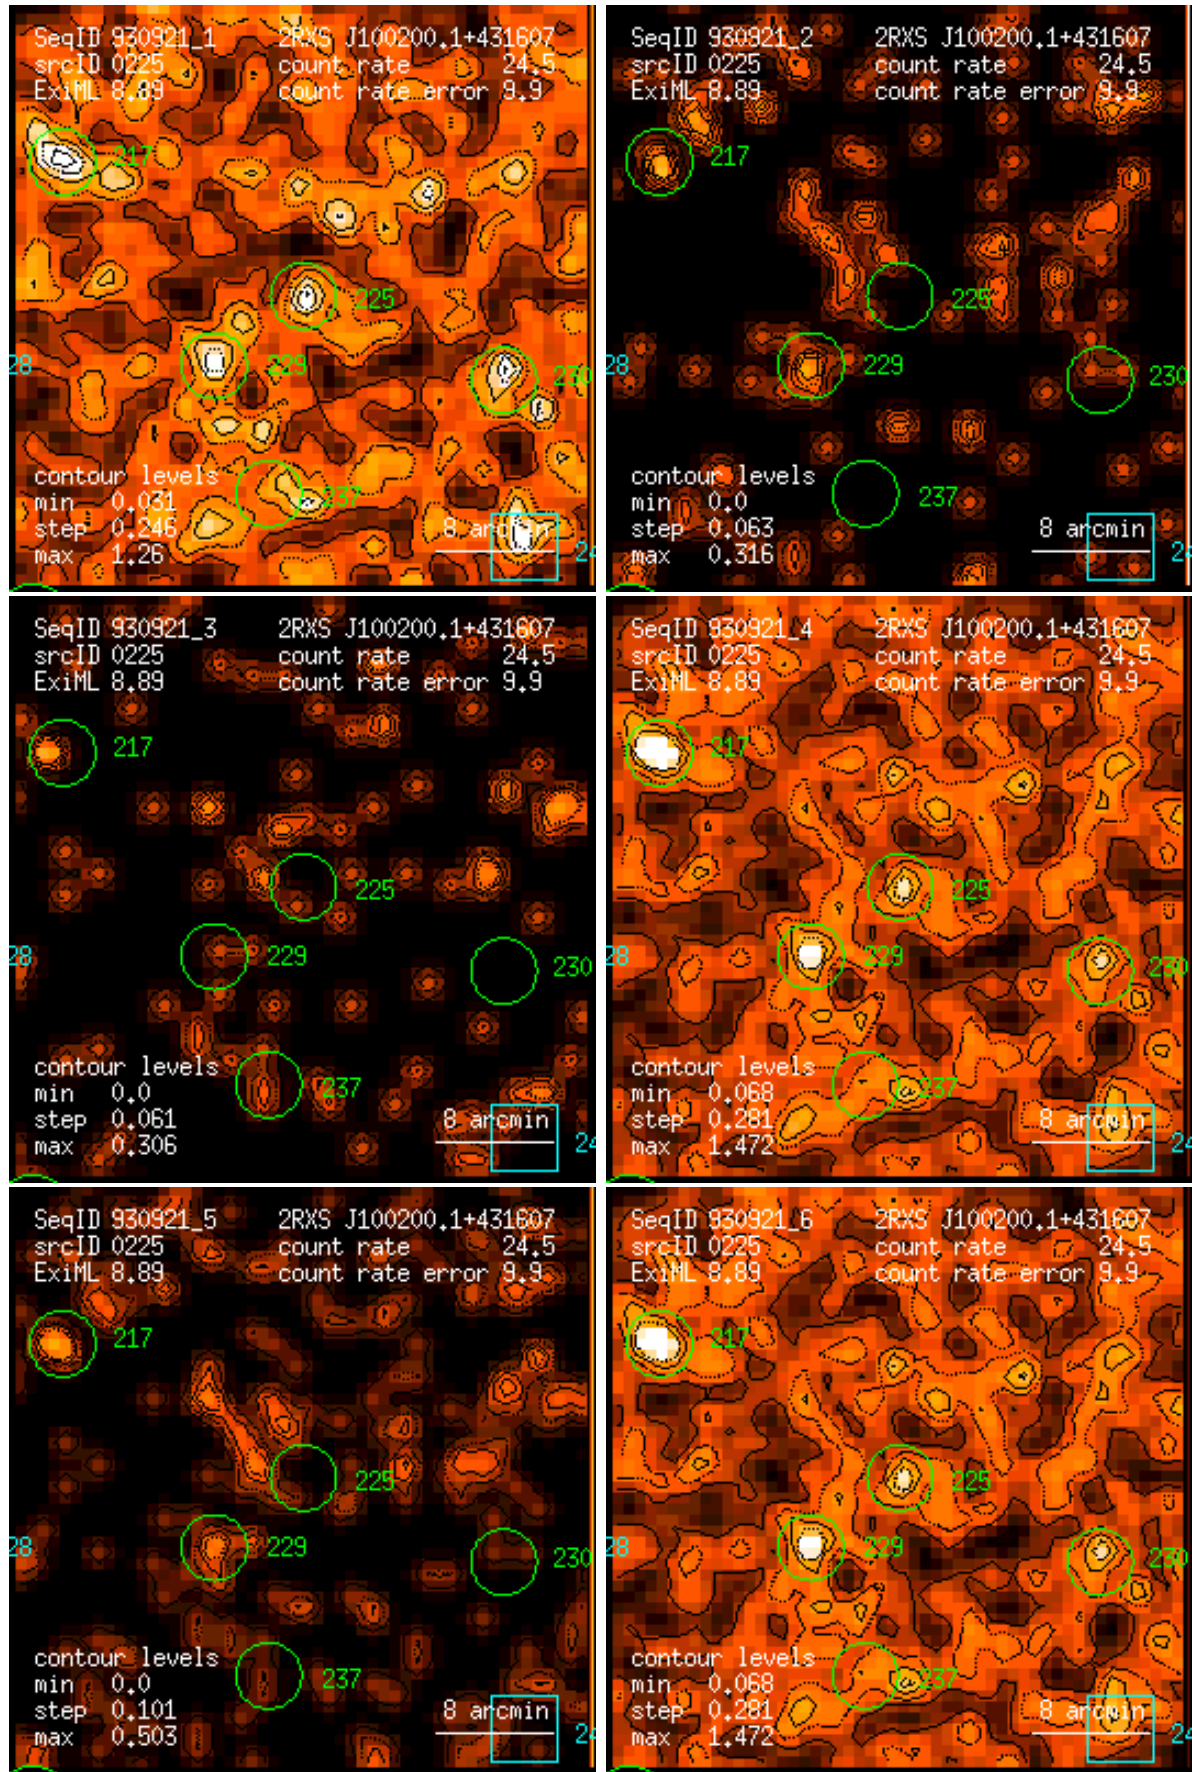 SeqID 930921_1 2RXS J100200.1+431607
srcID 0225 count rate 24.5
ExiML 8.89 count rate error 9.9
217
225
28 229 230
contour levels
min 0.031 237
step 0.246 8 arcmin
max 1.26 24
SeqID 930921_2 2RXS J100200.1+431607
srcID 0225 count rate 24.5
ExiML 8.89 count rate error 9.9
217
225
28 229 230
contour levels
min 0.0 237
step 0.063 8 arcmin
max 0.316 2
SeqID 930921_3 2RXS J100200.1+431607
srcID 0225 count rate 24.5
ExiML 8.89 count rate error 9.9
217
225
28 229 230
contour levels
min 0.0 237
step 0.061 8 arcmin
max 0.306 24
SeqID 930921_4 2RXS J100200.1+431607
srcID 0225 count rate 24.5
ExiML 8.89 count rate error 9.9
217
225
28 229 230
contour levels
min 0.068 237
step 0.281 8 arcmin
max 1.472 24
SeqID 930921_5 2RXS J100200.1+431607
srcID 0225 count rate 24.5
ExiML 8.89 count rate error 9.9
217
225
28 229 230
contour levels
min 0.0 237
step 0.101 8 arcmin
max 0.503 24
SeqID 930921_6 2RXS J100200.1+431607
srcID 0225 count rate 24.5
ExiML 8.89 count rate error 9.9
217
225
28 229 230
contour levels
min 0.068 237
step 0.281 8 arcmin
max 1.472 24